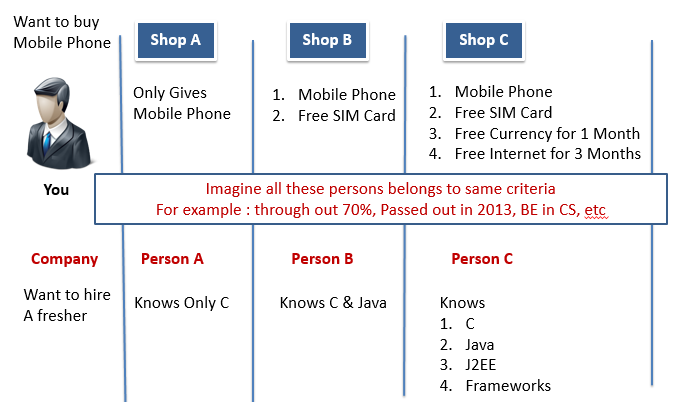 Want to buy
Mobile Phone
Shop A
Shop B
Shop C
Only Gives
Mobile Phone
1. Mobile Phone
2. Free SIM Card
1. Mobile Phone
2. Free SIM Card
3. Free Currency for 1 Month
4. Free Internet for 3 Months
You
Imagine all these persons belongs to same criteria
For example : through out 70%, Passed out in 2013, BE in CS, etc
Company
Person A
Person B
Person C
Want to hire
A fresher
Knows Only C
Knows C & Java
Knows
1. C
2. Java
3. J2EE
4. Frameworks